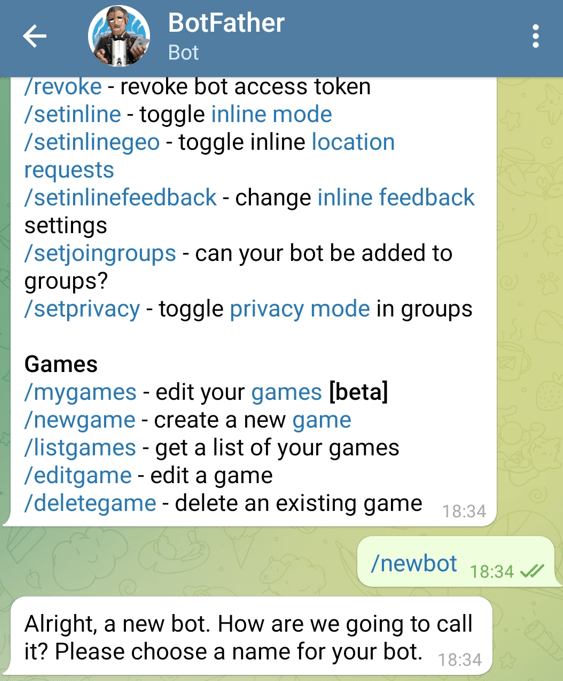 BotFather
Bot
/revoke - revoke bot access token
/setinline - toggle inline mode
/setinlinegeo - toggle inline location
requests
/setinlinefeedback - change inline feedback
settings
/setjoingroups - can your bot be added to
groups?
/setprivacy - toggle privacy mode in groups
Games
/mygames - edit your games [beta]
/newgame - create a new game
/listgames - get a list of your games
/editgame - edit a game
/deletegame - delete an existing game 18:34
/newbot 18:34
Alright, a new bot. How are we going to call
it? Please choose a name for your bot. 18:34